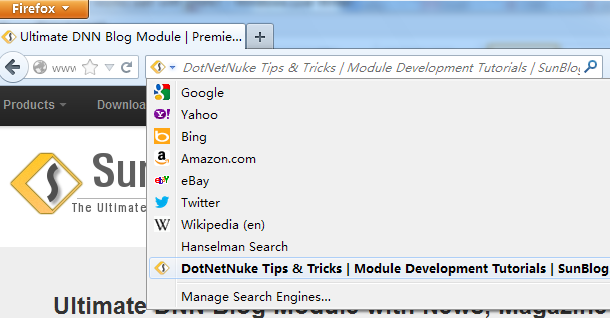 Firefox
Ultimate DNN Blog Module | Premie...
www
DotNetNuke Tips & Tricks | Module Development Tutorials | SunBlog
Products
Downloa
Google
Yahoo
Bing
Amazon.com
eBay
Twitter
Wikipedia (en)
Hanselman Search
DotNetNuke Tips & Tricks | Module Development Tutorials | SunBlog
Manage Search Engines...
Sun
The Ultimate
Ultimate DNN Blog Module with News, Magazine